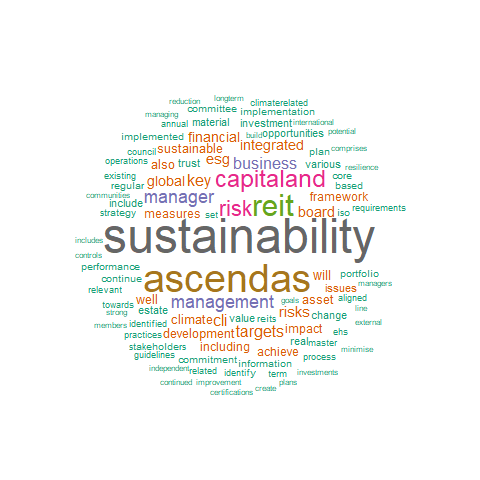 reduction longterm
committee climaterelated
managing implementation
annual material investment international
implemented financial build opportunities potential
council sustainable integrated plan comprises
operations also trust esg business various resilience
existing global key capitaland core
regular based
communities include manager risk reit framework
strategy measures set board iso requirements
includes sustainability
controls
performance ascendas will portfolio
continue issues managers
relevant
towards well management goals asset aligned
strong estate risks change line
members identified climate cli value reits external
practices development targets impact ehs
stakeholders including real master
guidelines achieve process minimise
commitment information
independent related identify term investments
continued improvement create plans
certifications